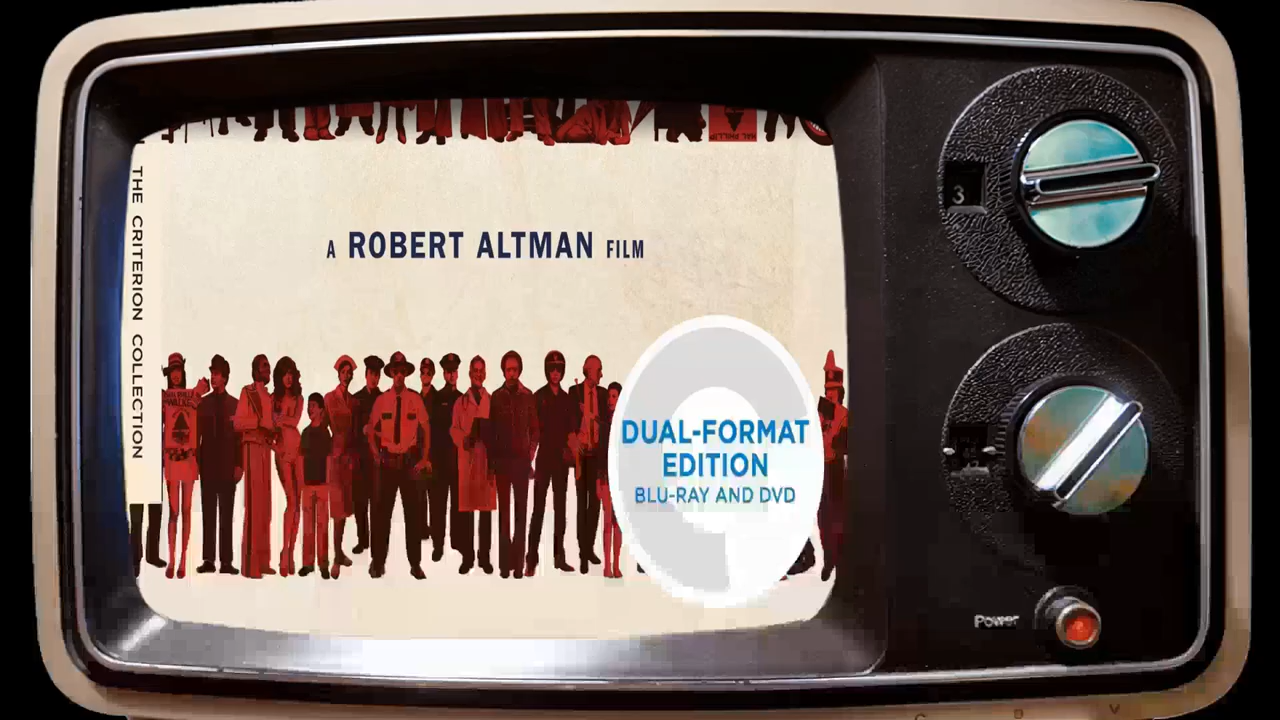 THE CRITERION COLLECTION
A ROBERT ALTMAN FILM
DUAL-FORMAT
EDITION
BLU-RAY AND DVD
3
Power